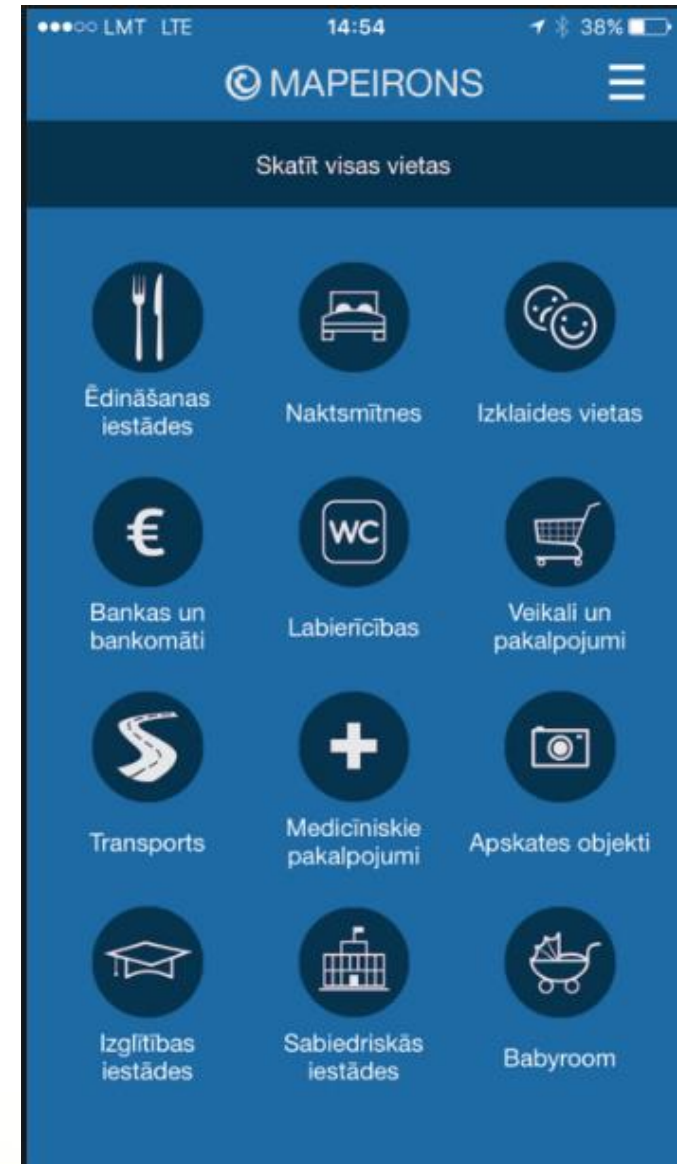 LMT LTE 14:54 38%
MAPEIRONS
Skatīt visas vietas
Ēdināšanas
iestādes
Naktsmītnes
Izklaides vietas
€
Bankas un
bankomāti
WC
Labierīcības
Veikali un
pakalpojumi
Transports
Medicīniskie
pakalpojumi
Apskates objekti
Izglītības
iestādes
Sabiedriskās
iestādes
Babyroom